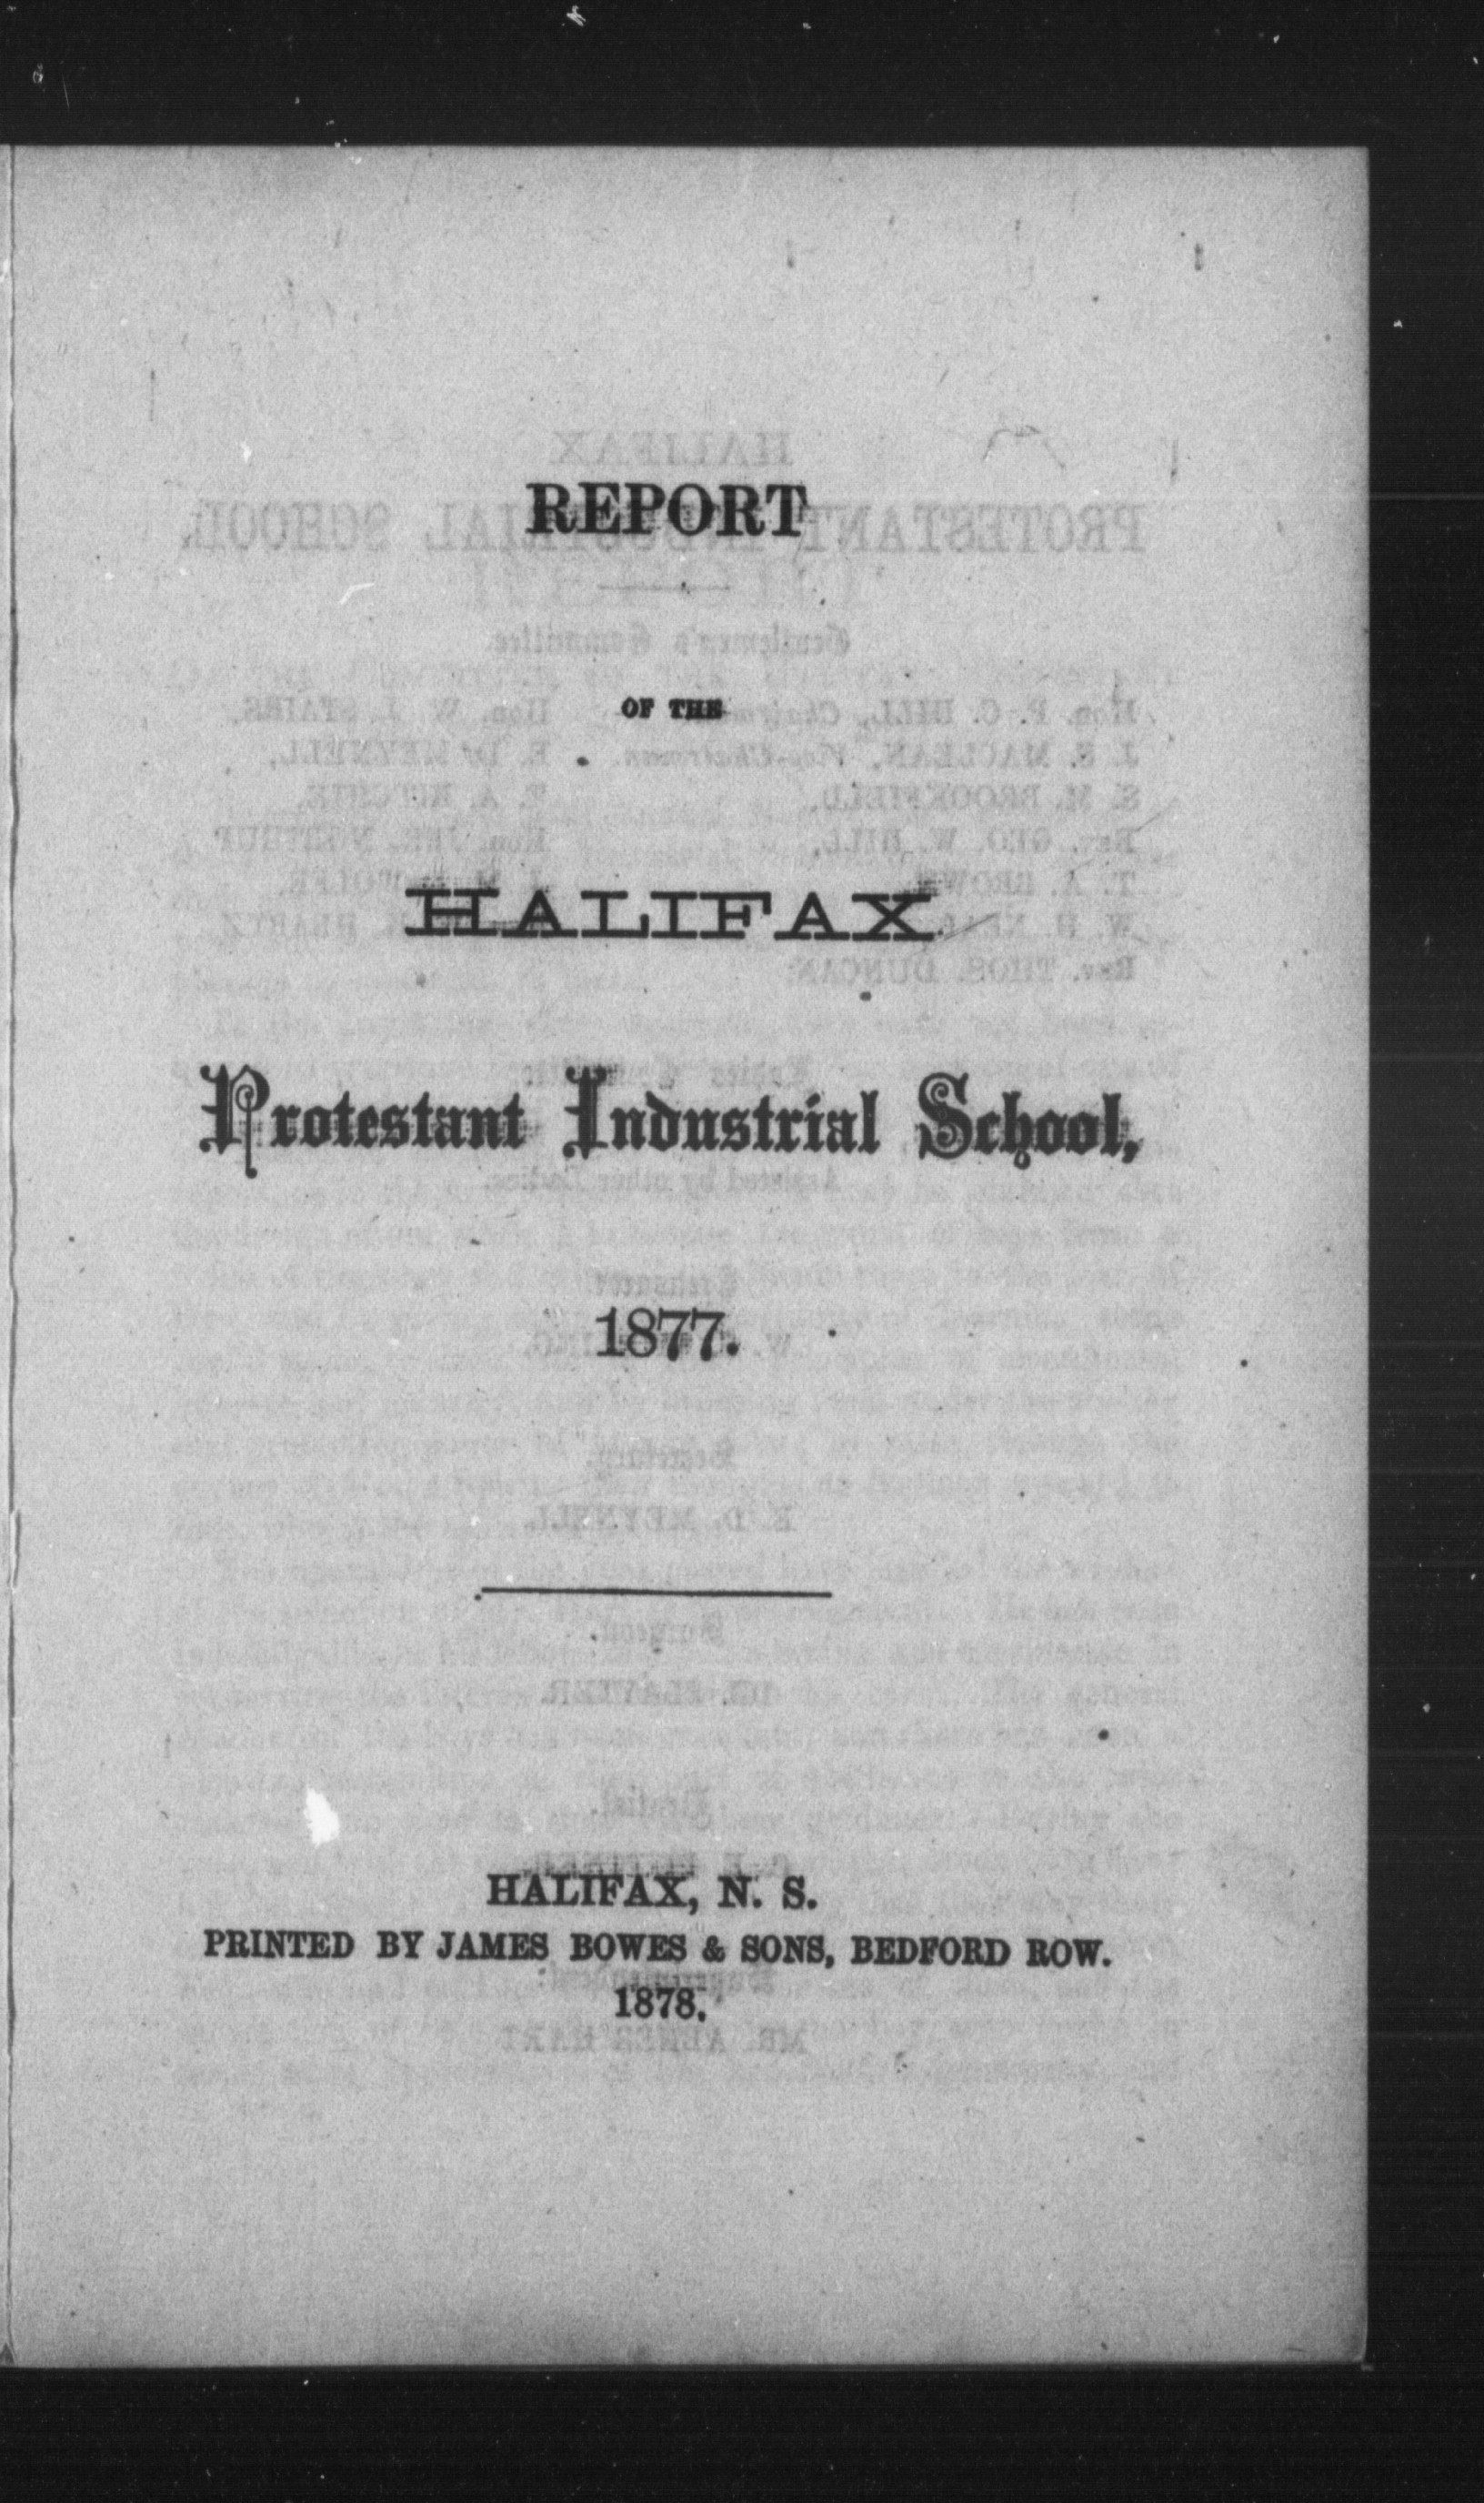 REPORT
OF THE
HALIFAX
Protestant Industrial School,
1877.
HALIFAX, N. S.
PRINTED BY JAMES BOWES & SONS, BEDFORD ROW.
1878.